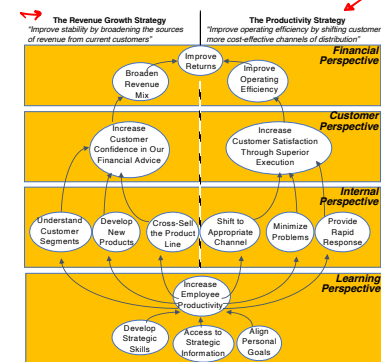 The Revenue Growth Strategy
"Improve stability by broadening the sources
of revenue from current customers"
The Productivity Strategy
"Improve operating efficiency by shifting customer
more cost-effective channels of distribution"
Financial
Perspective
Improve
Returns
Broaden
Revenue
Mix
Improve
Operating
Efficiency
Customer
Perspective
Increase
Customer
Confidence in Our
Financial Advice
Increase
Customer Satisfaction
Through Superior
Execution
Internal
Perspective
Understand
Customer
Segments
Develop
New
Products
Cross-Sell
the Product
Line
Shift to
Appropriate
Channel
Minimize
Problems
Provide
Rapid
Response
Learning
Perspective
Increase
Employee
Productivity
Develop
Strategic
Skills
Access to
Strategic
Information
Align
Personal
Goals